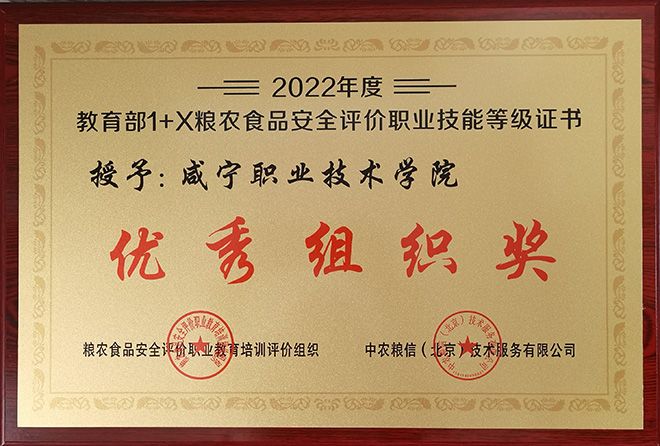 2022年度
教育部1+X粮农食品安全评价职业技能等级证书
授予：咸宁职业技术学院
优秀组织奖
粮农食品安全评价职业教育培训评价组织
中农粮信（北京）技术服务有限公司